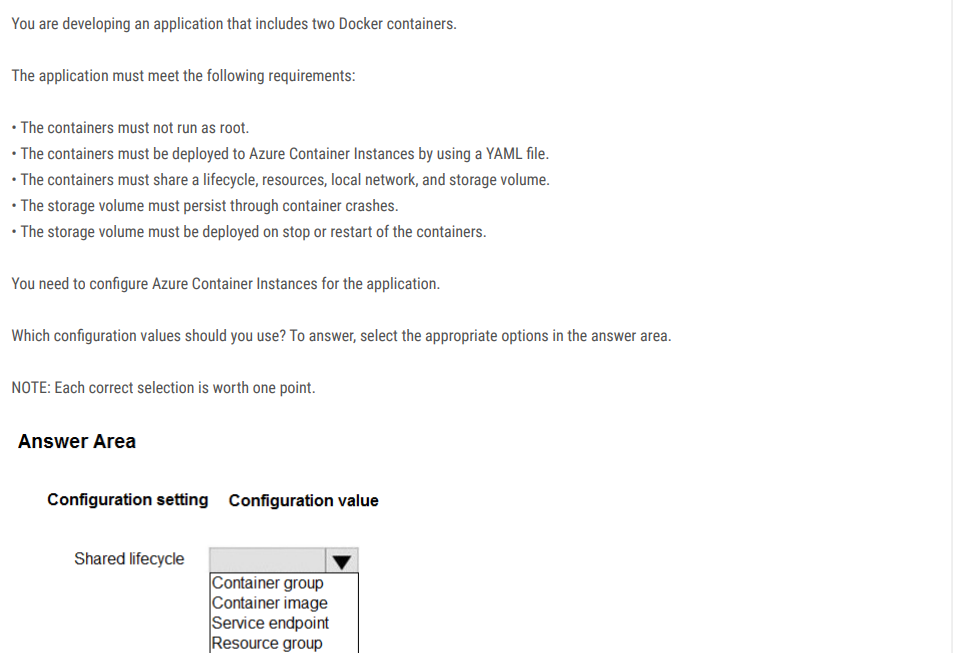 You are developing an application that includes two Docker containers.
The application must meet the following requirements:
• The containers must not run as root.
• The containers must be deployed to Azure Container Instances by using a YAML file.
• The containers must share a lifecycle, resources, local network, and storage volume.
• The storage volume must persist through container crashes.
• The storage volume must be deployed on stop or restart of the containers.
You need to configure Azure Container Instances for the application.
Which configuration values should you use? To answer, select the appropriate options in the answer area.
NOTE: Each correct selection is worth one point.
Answer Area
Configuration setting Configuration value
Shared lifecycle
Container group
Container image
Service endpoint
Resource group